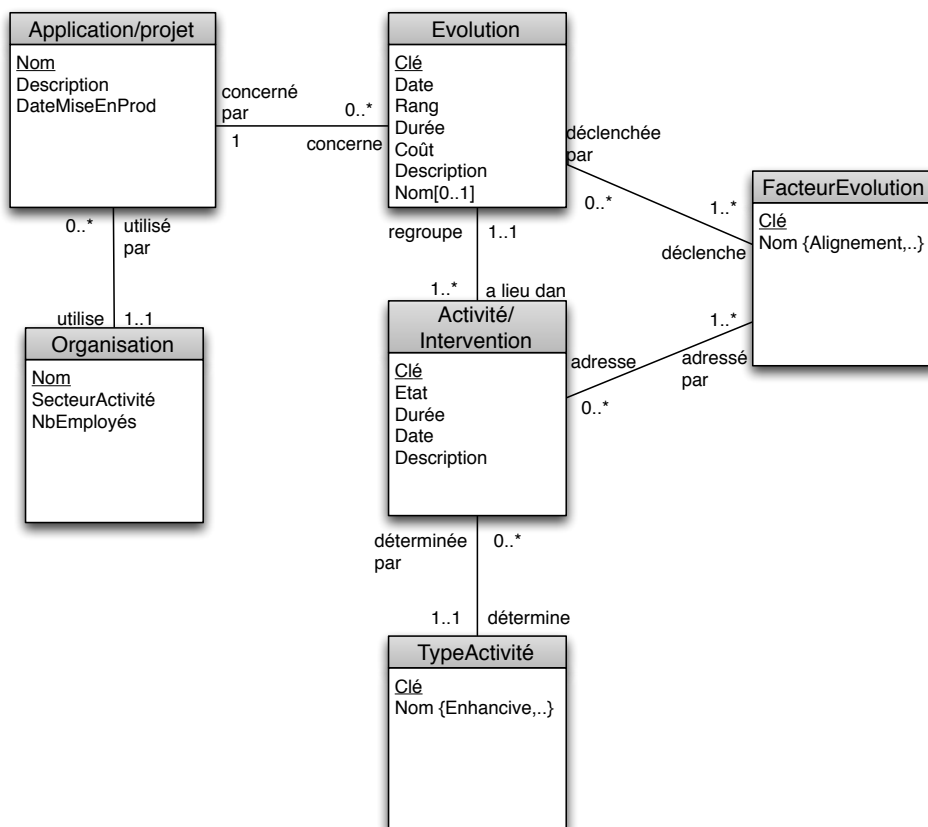 Application/projet
Nom
Description
DateMiseEnProd
concerné
par
1
0..*
concerne
Evolution
Clé
Date
Rang
Durée
Coût
Description
Nom[0..1]
déclenchée
par
0..*
1..*
déclenche
FacteurEvolution
Clé
Nom {Alignement,..}
0..*
utilisé
par
utilise
1..1
Organisation
Nom
SecteurActivité
NbEmployés
regroupe
1..1
1..*
a lieu dan
Activité/
Intervention
Clé
Etat
Durée
Date
Description
adresse
0..*
1..*
adressé
par
déterminée
par
0..*
1..1
détermine
TypeActivité
Clé
Nom {Enhancive,..}